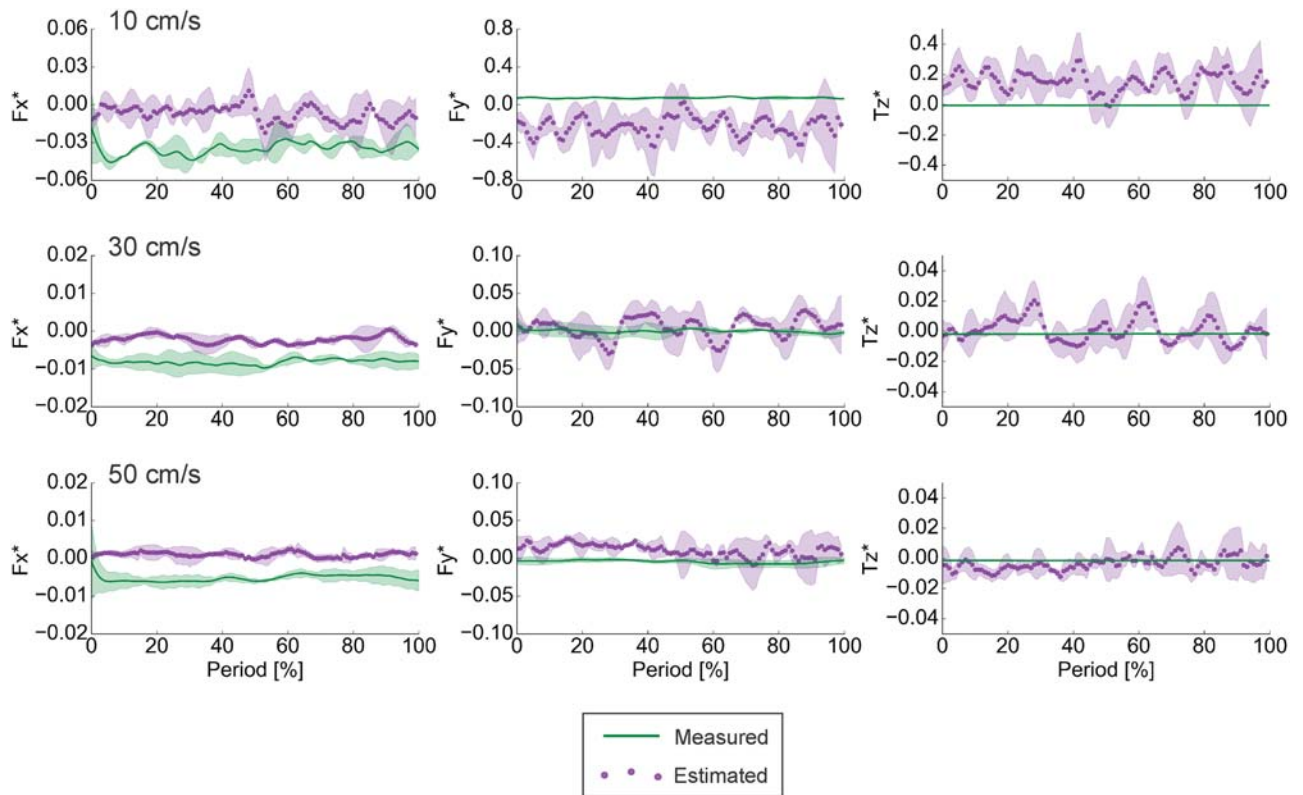 10 cm/s
Fx*
0.06
0.03
0.00
−0.03
−0.06
0 20 40 60 80 100
Fy*
0.8
0.4
0.0
−0.4
−0.8
0 20 40 60 80 100
Tz*
0.4
0.2
0.0
−0.2
−0.4
0 20 40 60 80 100
30 cm/s
Fx*
0.02
0.01
−0.00
−0.01
−0.02
0 20 40 60 80 100
Fy*
0.10
0.05
−0.00
−0.05
−0.10
0 20 40 60 80 100
Tz*
0.04
0.02
−0.00
−0.02
−0.04
0 20 40 60 80 100
50 cm/s
Fx*
0.02
0.01
0.00
−0.01
−0.02
0 20 40 60 80 100
Period [%]
Fy*
0.10
0.05
−0.00
−0.05
−0.10
0 20 40 60 80 100
Period [%]
Tz*
0.04
0.02
−0.00
−0.02
−0.04
0 20 40 60 80 100
Period [%]
Measured
Estimated